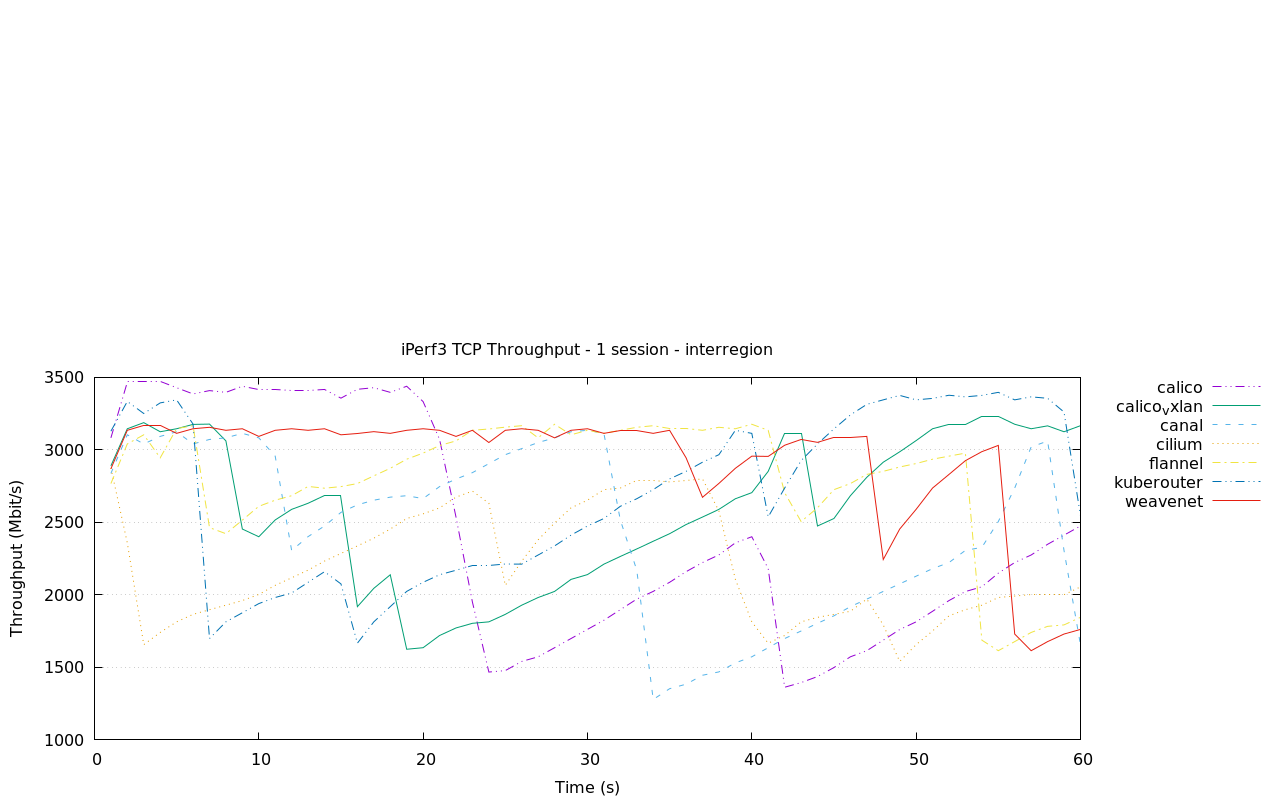 iPerf3 TCP Throughput - 1 session - interregion
Throughput (Mbit/s)
3500
3000
2500
2000
1500
1000
0 10 20 30 40 50 60
Time (s)
calico
calicovxlan
canal
cilium
flannel
kuberouter
weavenet